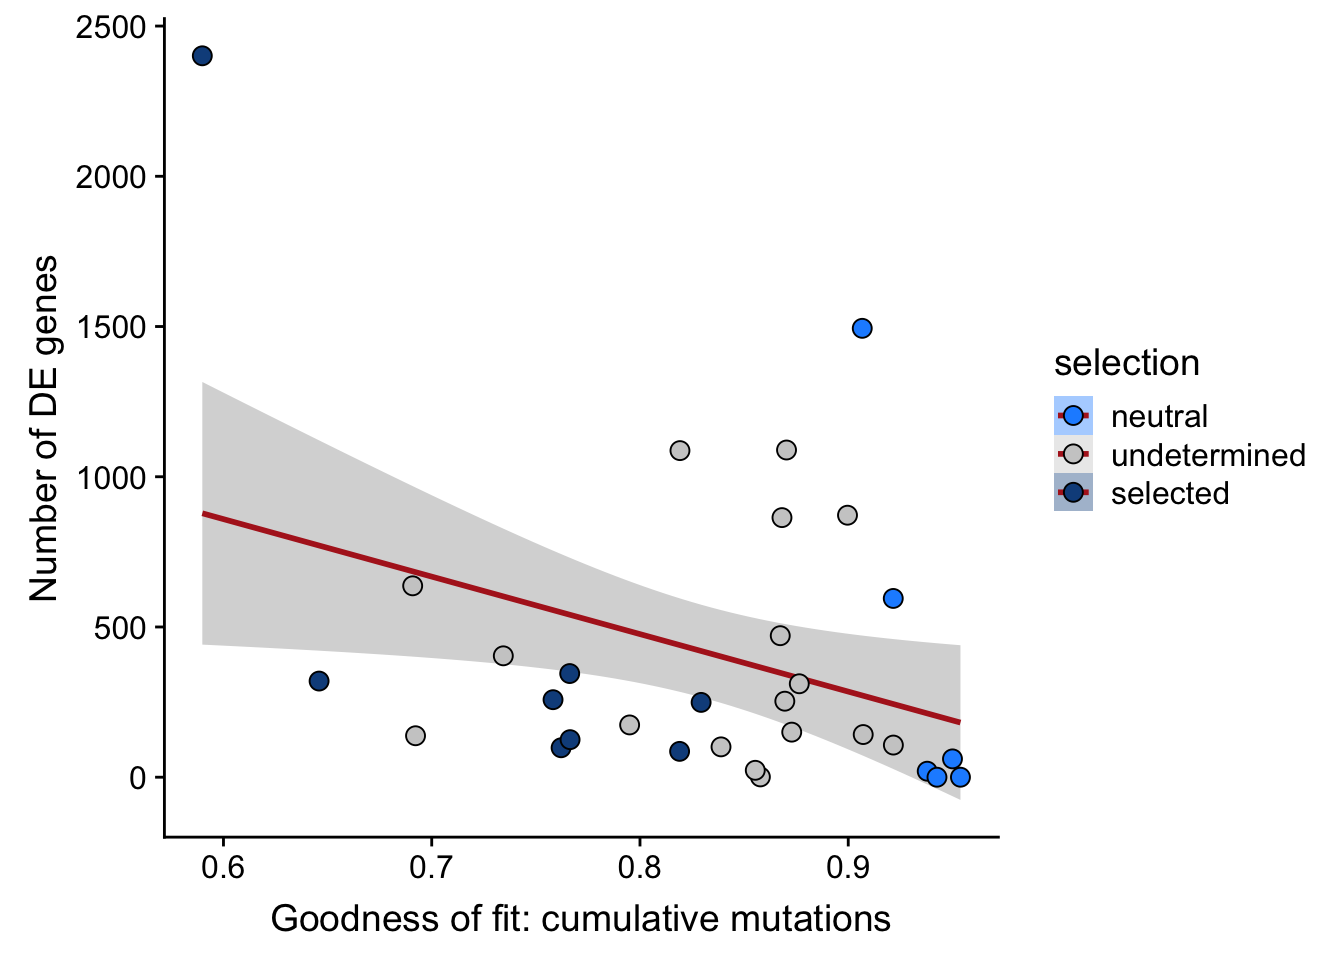 2500
2000
1500
1000
500
0
Number of DE genes
0.6 0.7 0.8 0.9
Goodness of fit: cumulative mutations
selection
neutral
undetermined
selected